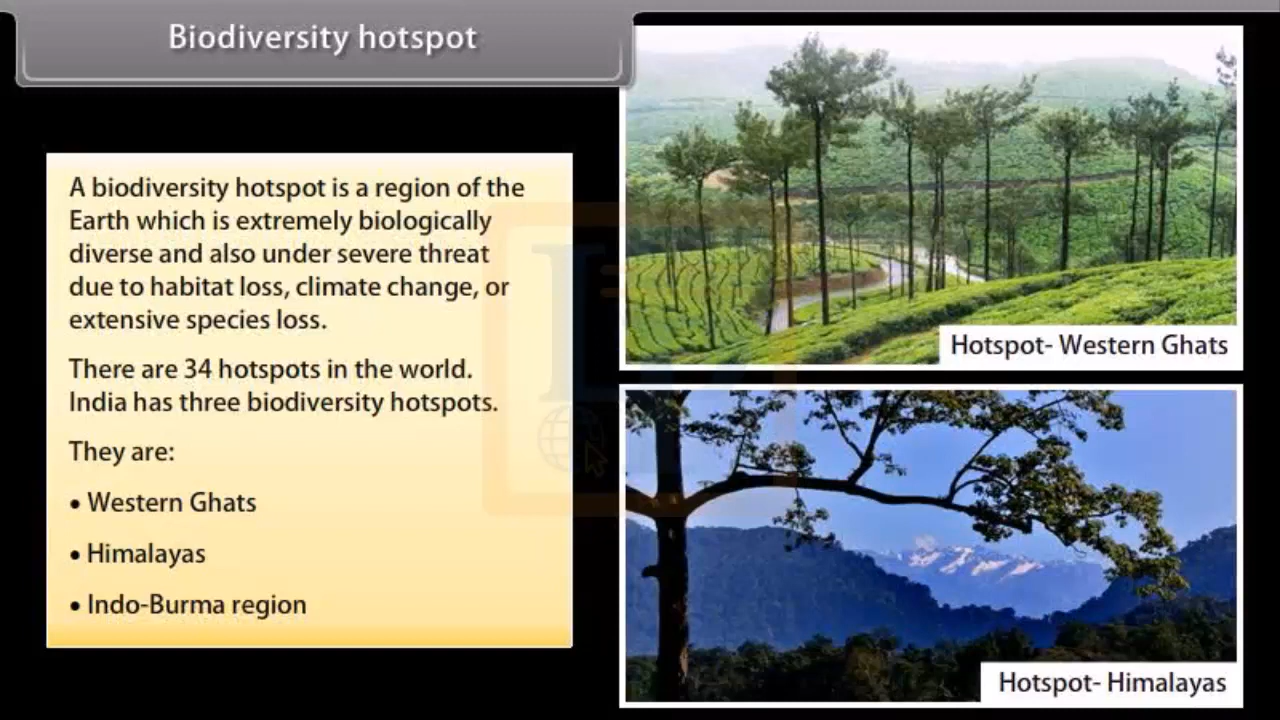 Biodiversity hotspot
A biodiversity hotspot is a region of the
Earth which is extremely biologically
diverse and also under severe threat
due to habitat loss, climate change, or
extensive species loss.
There are 34 hotspots in the world.
India has three biodiversity hotspots.
They are:
• Western Ghats
• Himalayas
• Indo-Burma region
Hotspot- Western Ghats
Hotspot- Himalayas